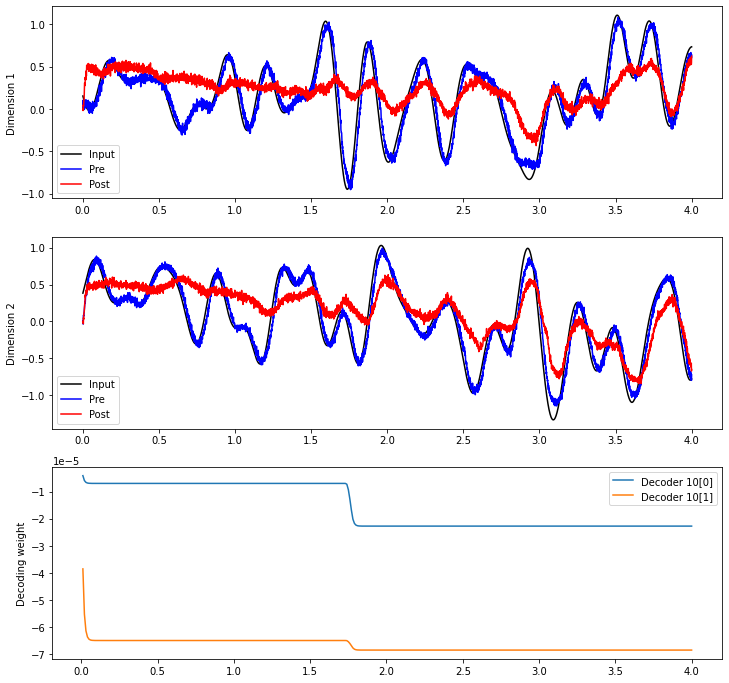 1.0
0.5
0.0
−0.5
−1.0
Dimension 1
Input
Pre
Post
0.0 0.5 1.0 1.5 2.0 2.5 3.0 3.5 4.0
1.0
0.5
0.0
−0.5
−1.0
Dimension 2
Input
Pre
Post
0.0 0.5 1.0 1.5 2.0 2.5 3.0 3.5 4.0
1e−5
−1
−2
−3
−4
−5
−6
−7
Decoding weight
Decoder 10[0]
Decoder 10[1]
0.0 0.5 1.0 1.5 2.0 2.5 3.0 3.5 4.0